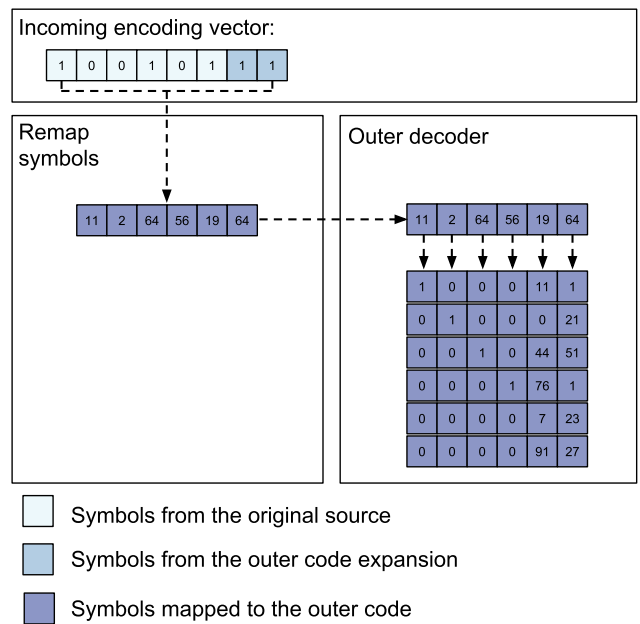 Incoming encoding vector:
1 0 0 1 0 1 1 1
Remap
symbols
11 2 64 56 19 64
Outer decoder
11 2 64 56 19 64
1 0 0 0 11 1
0 1 0 0 0 21
0 0 1 0 44 51
0 0 0 1 76 1
0 0 0 0 7 23
0 0 0 0 91 27
Symbols from the original source
Symbols from the outer code expansion
Symbols mapped to the outer code